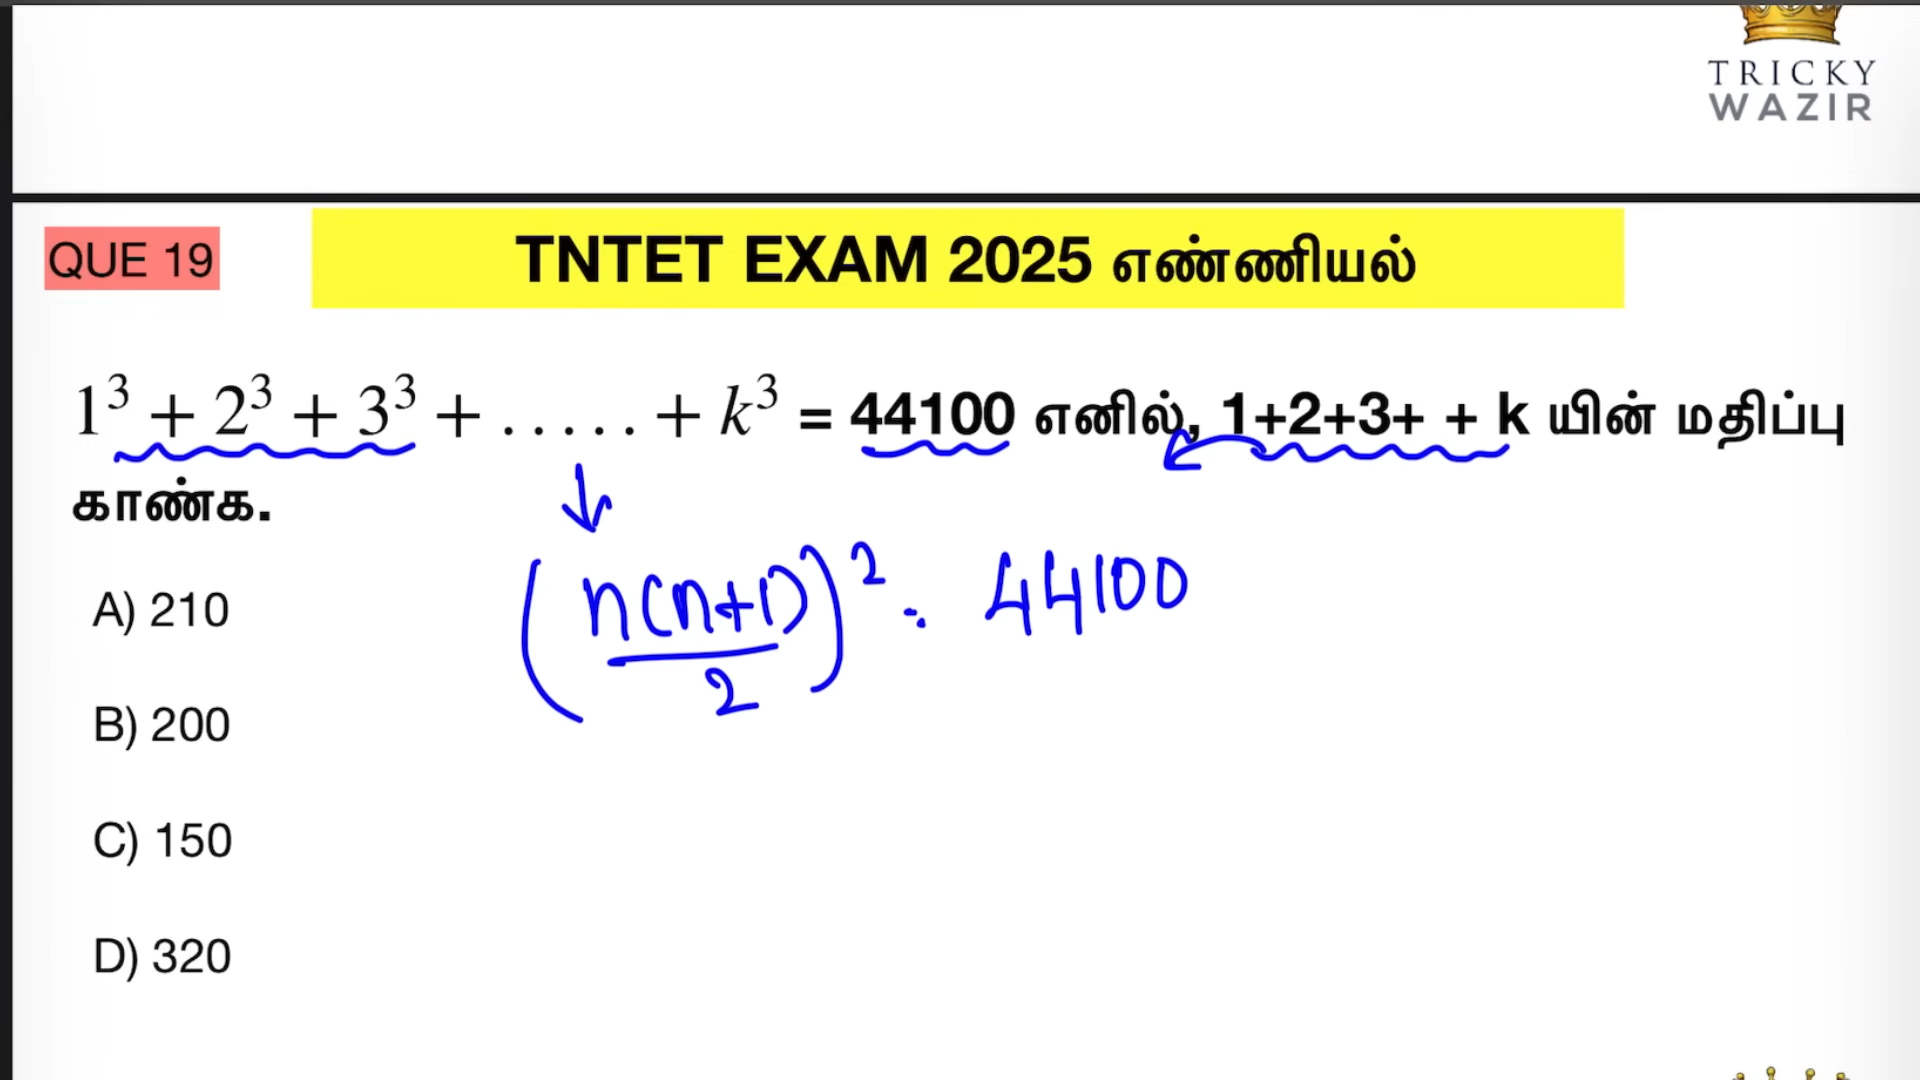 TRICKY
WAZIR
QUE 19
TNTET EXAM 2025 எண்ணியல்
1³ + 2³ + 3³ + ..... + k³ = 44100 எனில், 1+2+3+ + k யின் மதிப்பு
காண்க.
(n(n+1)/2)² = 44100
A) 210
B) 200
C) 150
D) 320